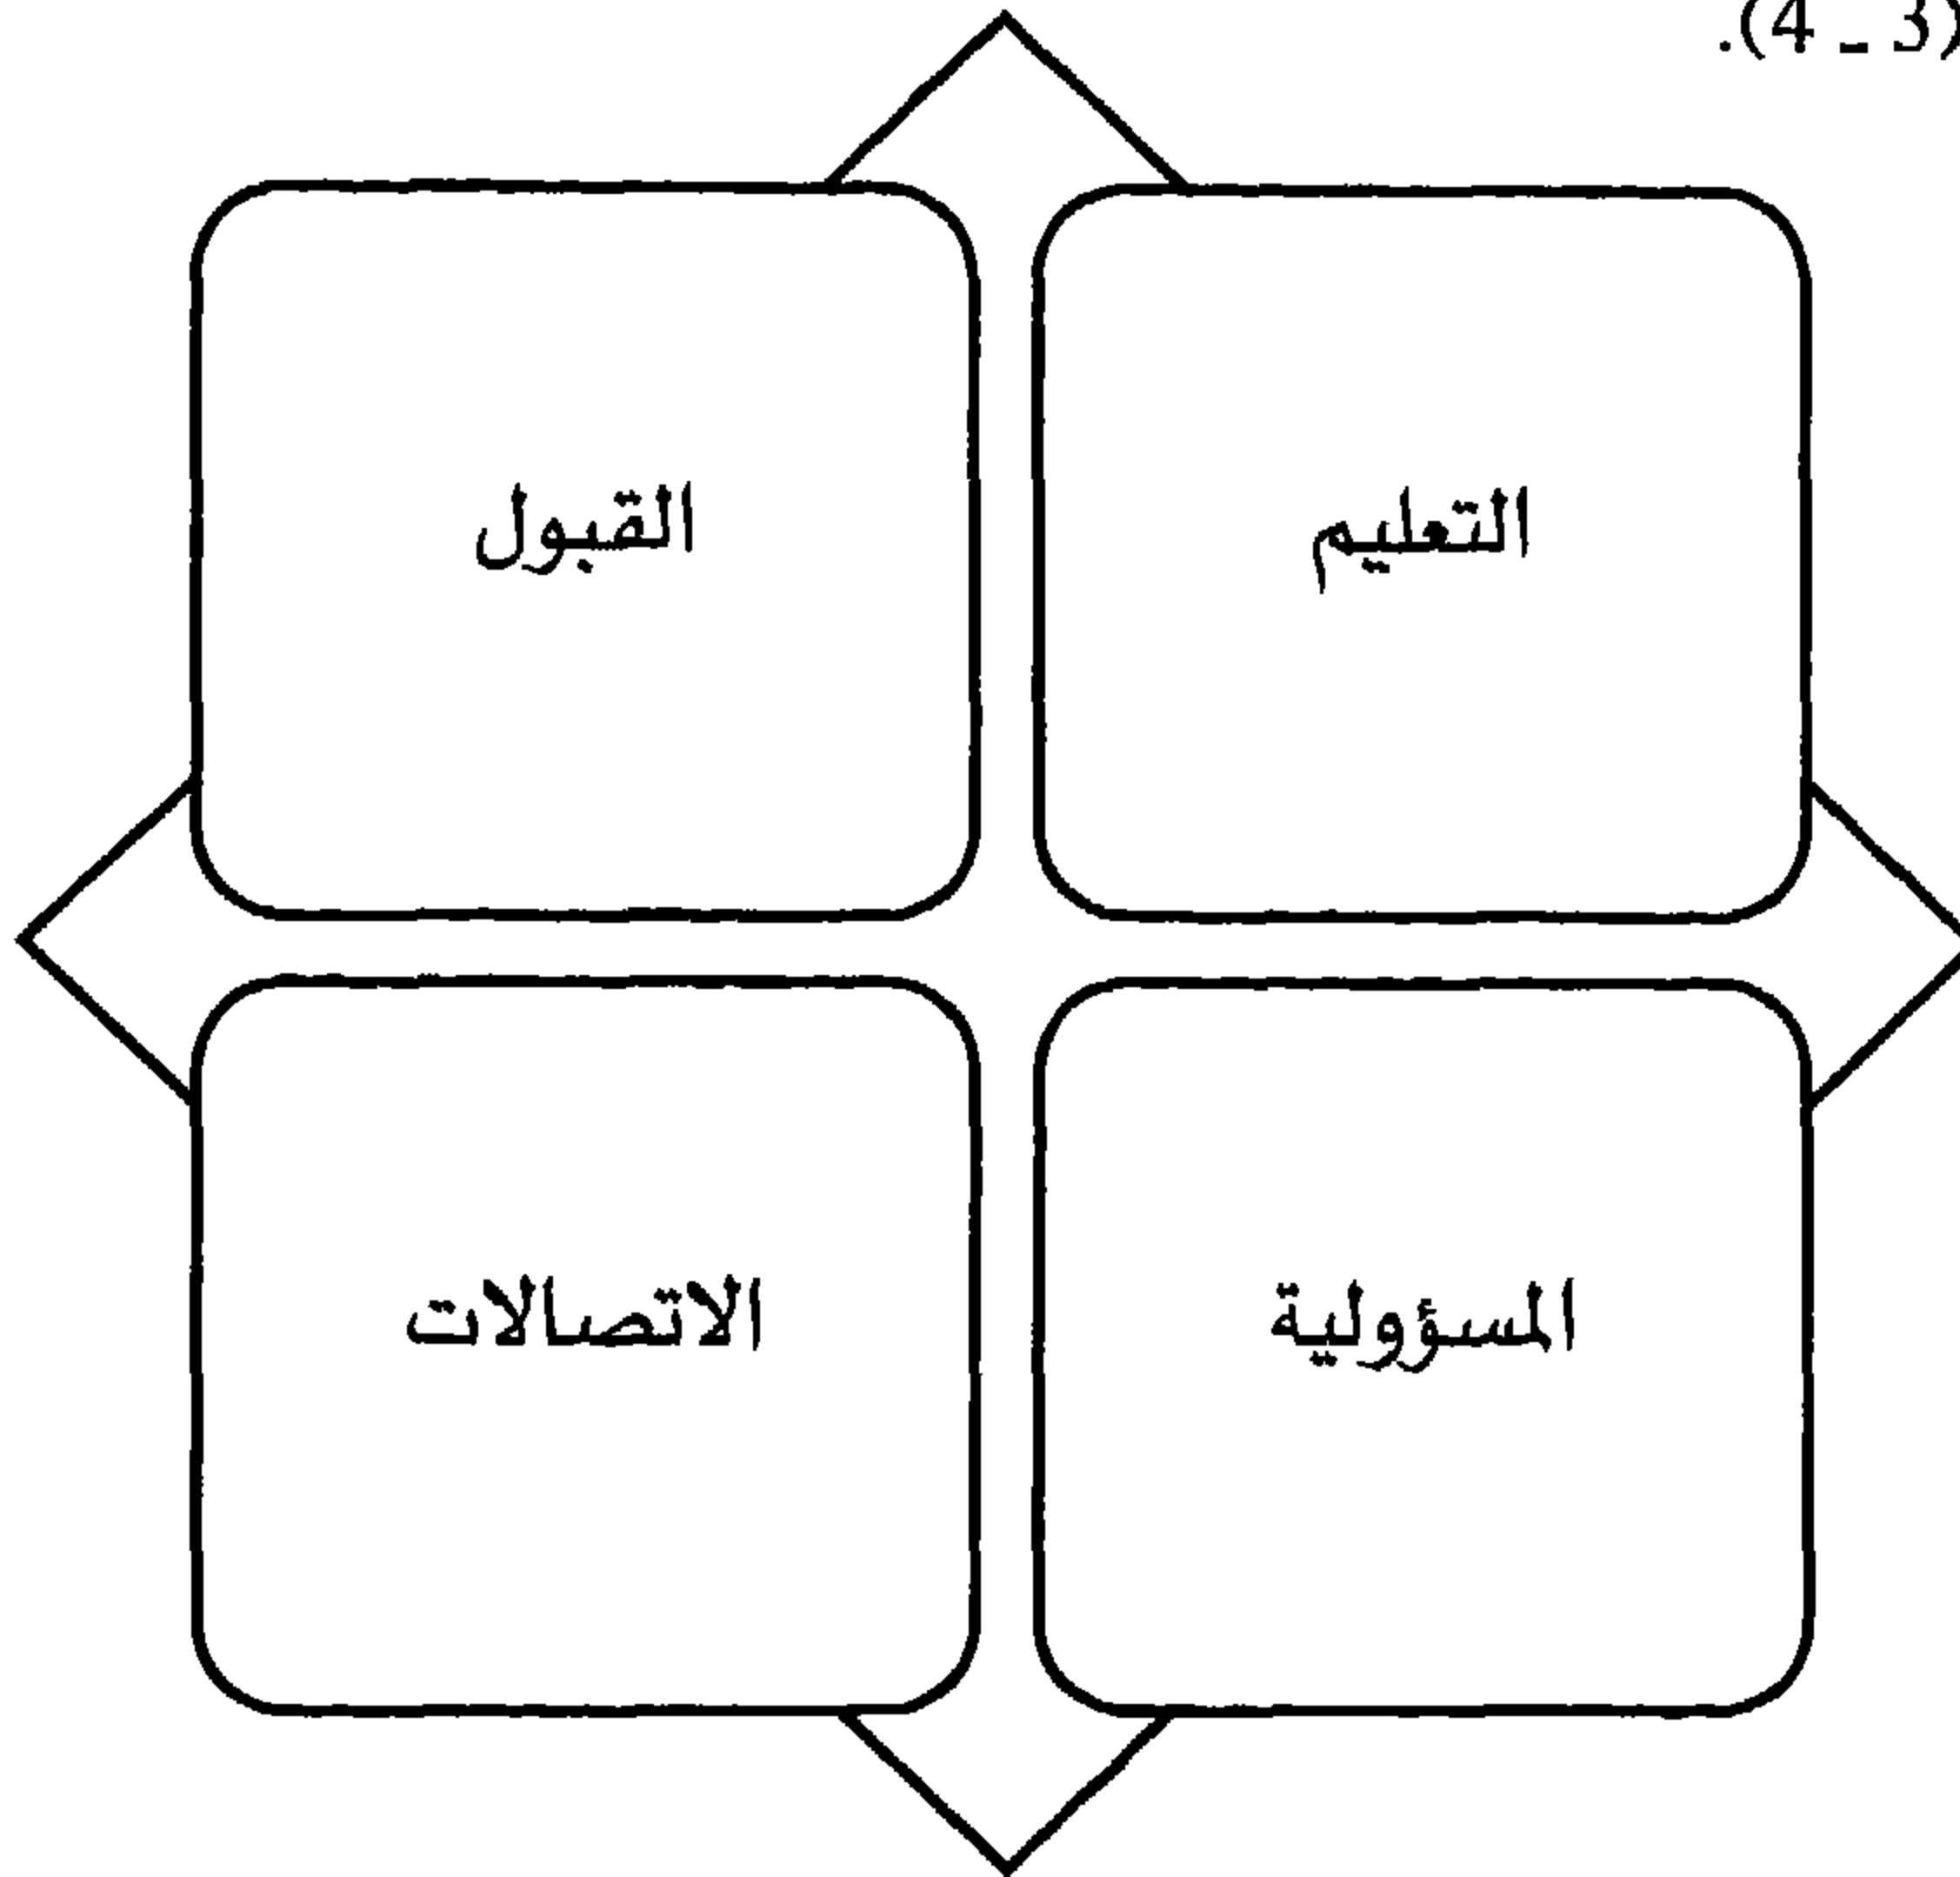 (3 ـ 4).
التعليم
القبول
المسؤولية
الاتصالات